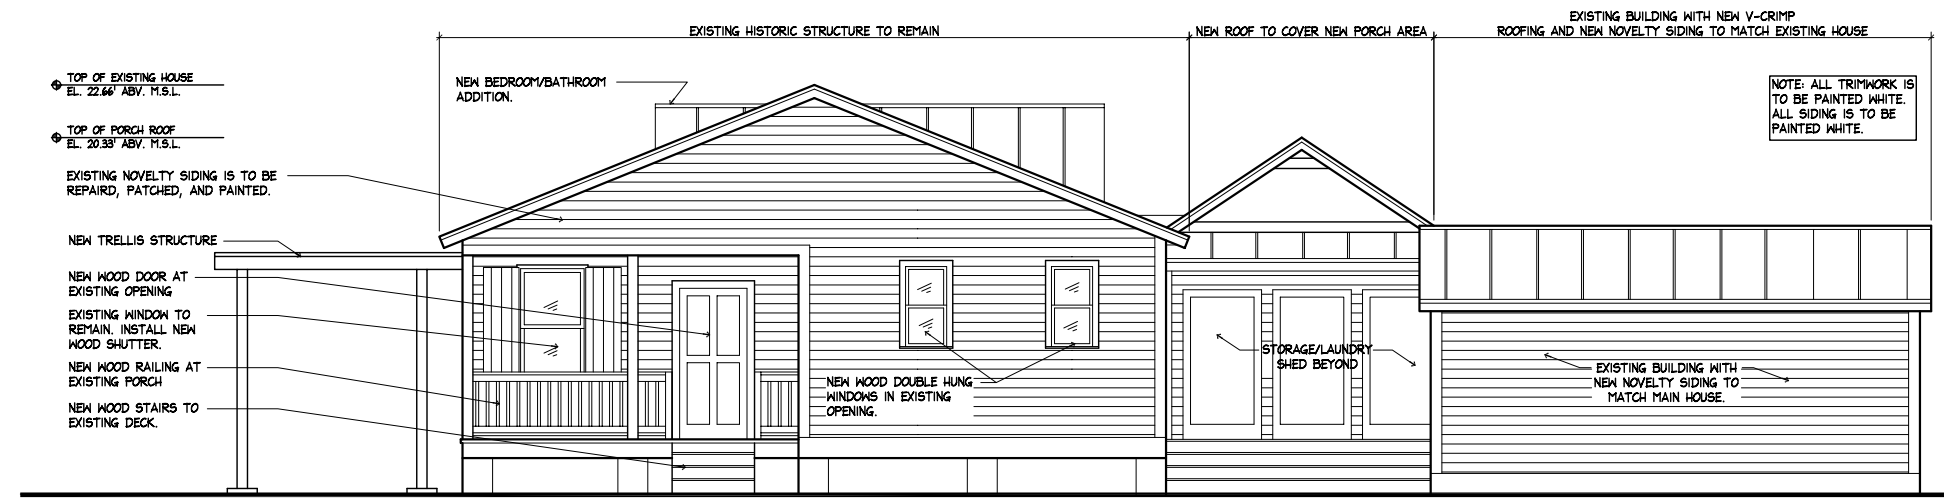 EXISTING BUILDING WITH NEW V-CRIMP
EXISTING HISTORIC STRUCTURE TO REMAIN
NEW ROOF TO COVER NEW PORCH AREA
ROOFING AND NEW NOVELTY SIDING TO MATCH EXISTING HOUSE
TOP OF EXISTING HOUSE
EL. 22.66' ABV. M.S.L.
NEW BEDROOM/BATHROOM
ADDITION.
NOTE: ALL TRIMWORK IS
TO BE PAINTED WHITE.
ALL SIDING IS TO BE
PAINTED WHITE.
TOP OF PORCH ROOF
EL. 20.33' ABV. M.S.L.
EXISTING NOVELTY SIDING IS TO BE
REPAIRD, PATCHED, AND PAINTED.
NEW TRELLIS STRUCTURE
NEW WOOD DOOR AT
EXISTING OPENING
EXISTING WINDOW TO
REMAIN. INSTALL NEW
WOOD SHUTTER.
NEW WOOD RAILING AT
EXISTING PORCH
NEW WOOD STAIRS TO
EXISTING DECK.
NEW WOOD DOUBLE HUNG
WINDOWS IN EXISTING
OPENING.
STORAGE/LAUNDRY
SHED BEYOND
EXISTING BUILDING WITH
NEW NOVELTY SIDING TO
MATCH MAIN HOUSE.